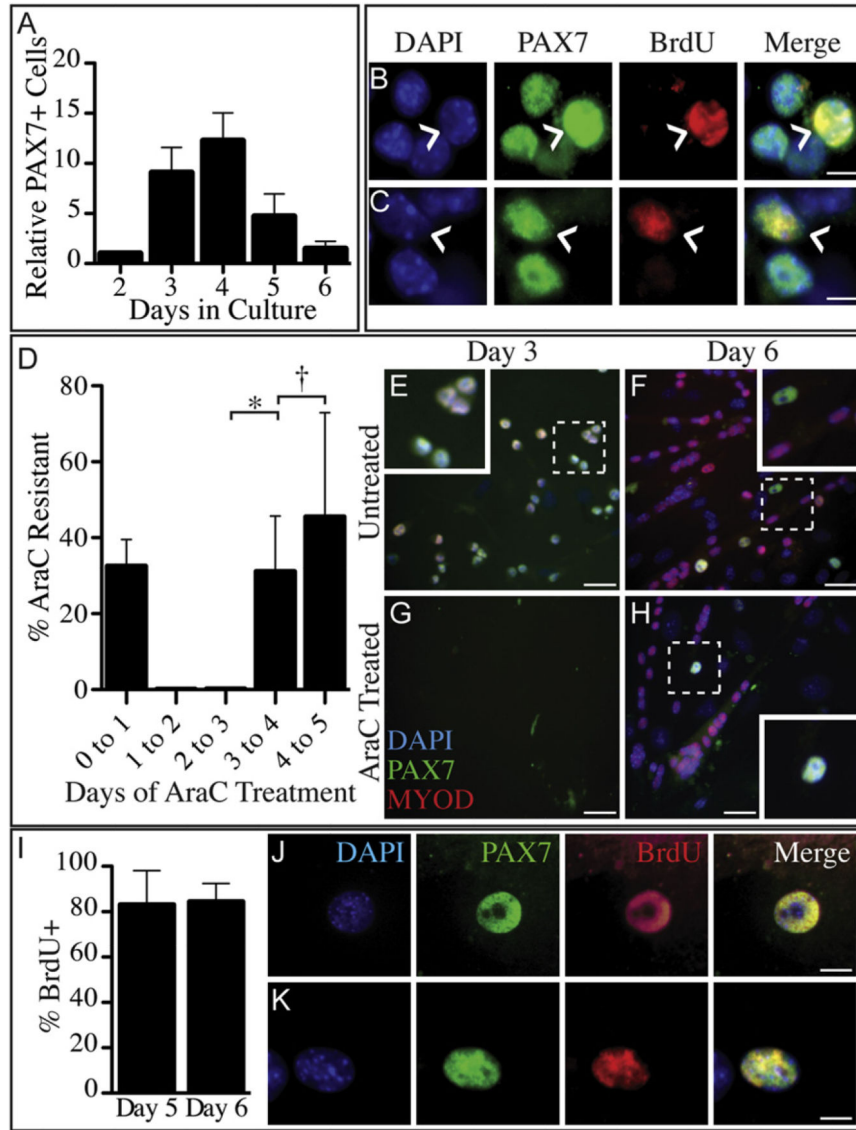 A
Relative PAX7+ Cells
20
15
10
5
0
2 3 4 5 6
Days in Culture
DAPI PAX7 BrdU Merge
B
C
D
% AraC Resistant
80
60
40
20
0
* †
0 to 1 1 to 2 2 to 3 3 to 4 4 to 5
Days of AraC Treatment
Day 3 Day 6
Untreated
E F
AraC Treated
G H
DAPI
PAX7
MYOD
I
% BrdU+
100
80
60
40
20
0
Day 5 Day 6
J DAPI PAX7 BrdU Merge
K